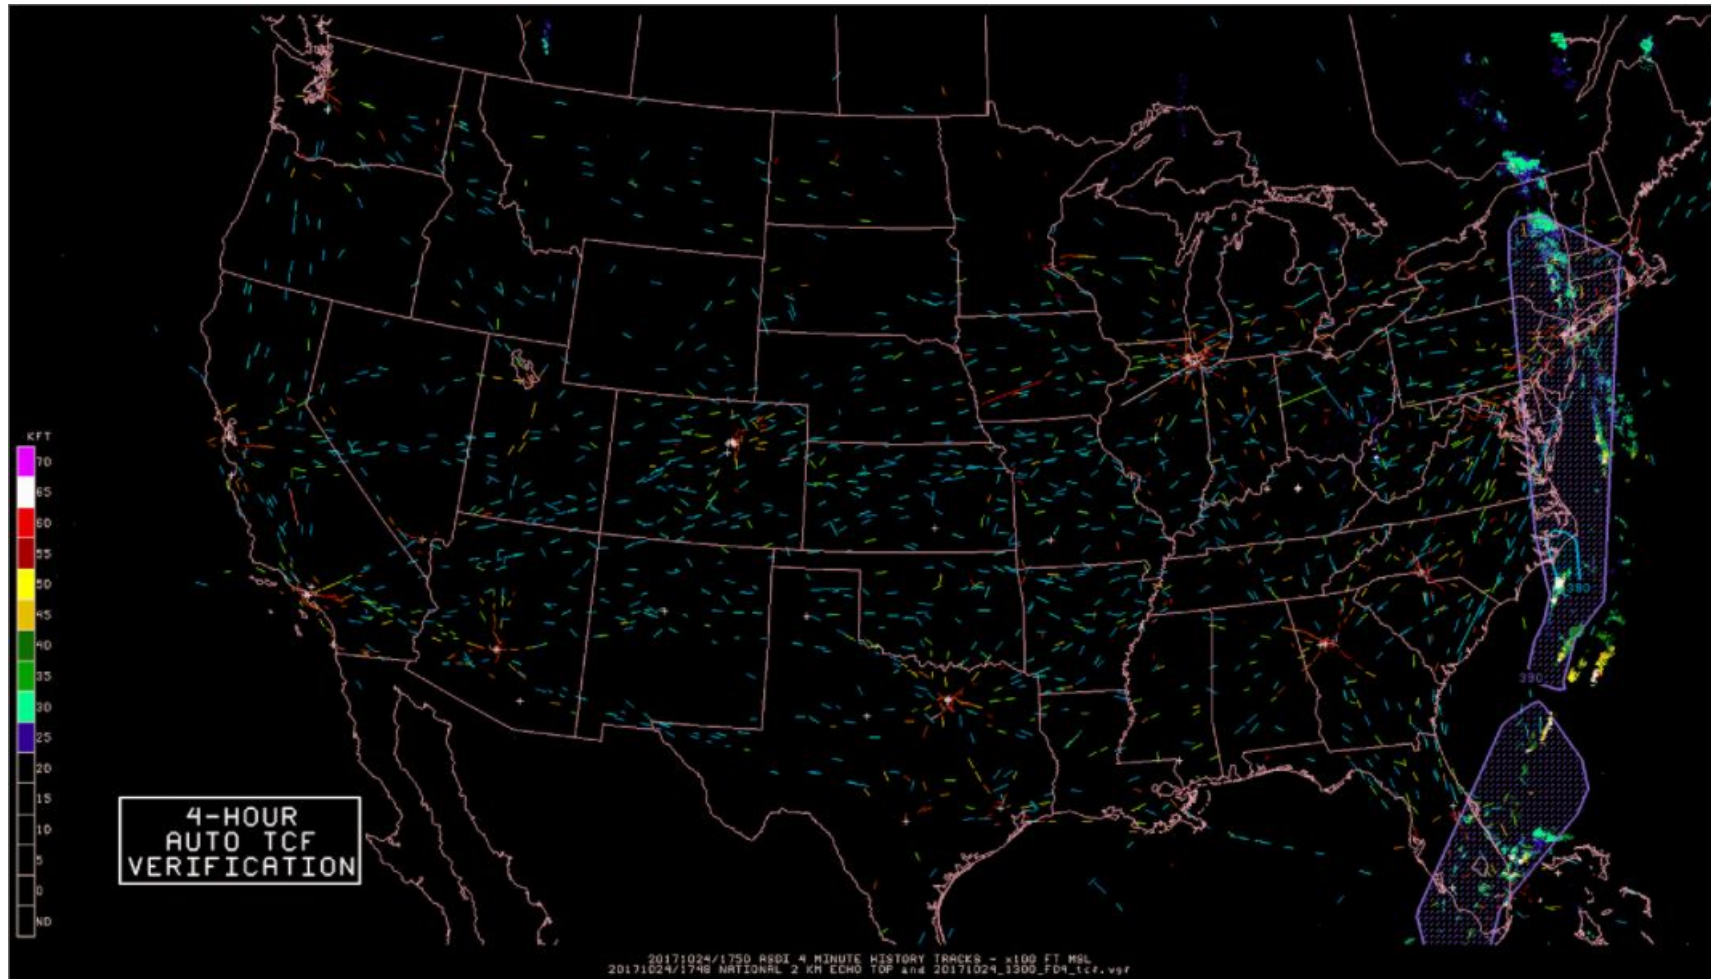 KFT
70
65
60
55
50
45
40
35
30
25
20
15
10
5
0
ND
4-HOUR
AUTO TCF
VERIFICATION
390
390
20171024/1750 ASDI 4 MINUTE HISTORY TRACKS - x100 FT MSL
20171024/1748 NATIONAL 2 KM ECHO TOP and 20171024_1300_F04_tcf.vgf